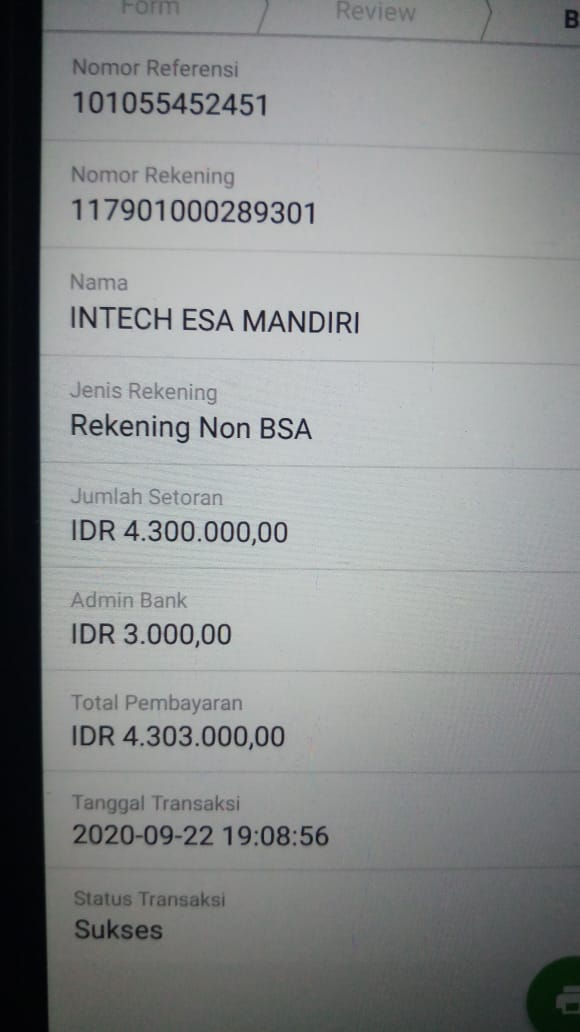 Form
Review
B
Nomor Referensi
101055452451
Nomor Rekening
117901000289301
Nama
INTECH ESA MANDIRI
Jenis Rekening
Rekening Non BSA
Jumlah Setoran
IDR 4.300.000,00
Admin Bank
IDR 3.000,00
Total Pembayaran
IDR 4.303.000,00
Tanggal Transaksi
2020-09-22 19:08:56
Status Transaksi
Sukses